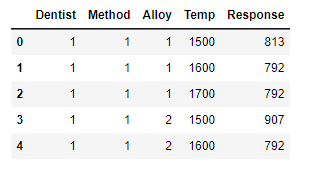 Dentist Method Alloy Temp Response
0 1 1 1 1500 813
1 1 1 1 1600 792
2 1 1 1 1700 792
3 1 1 2 1500 907
4 1 1 2 1600 792